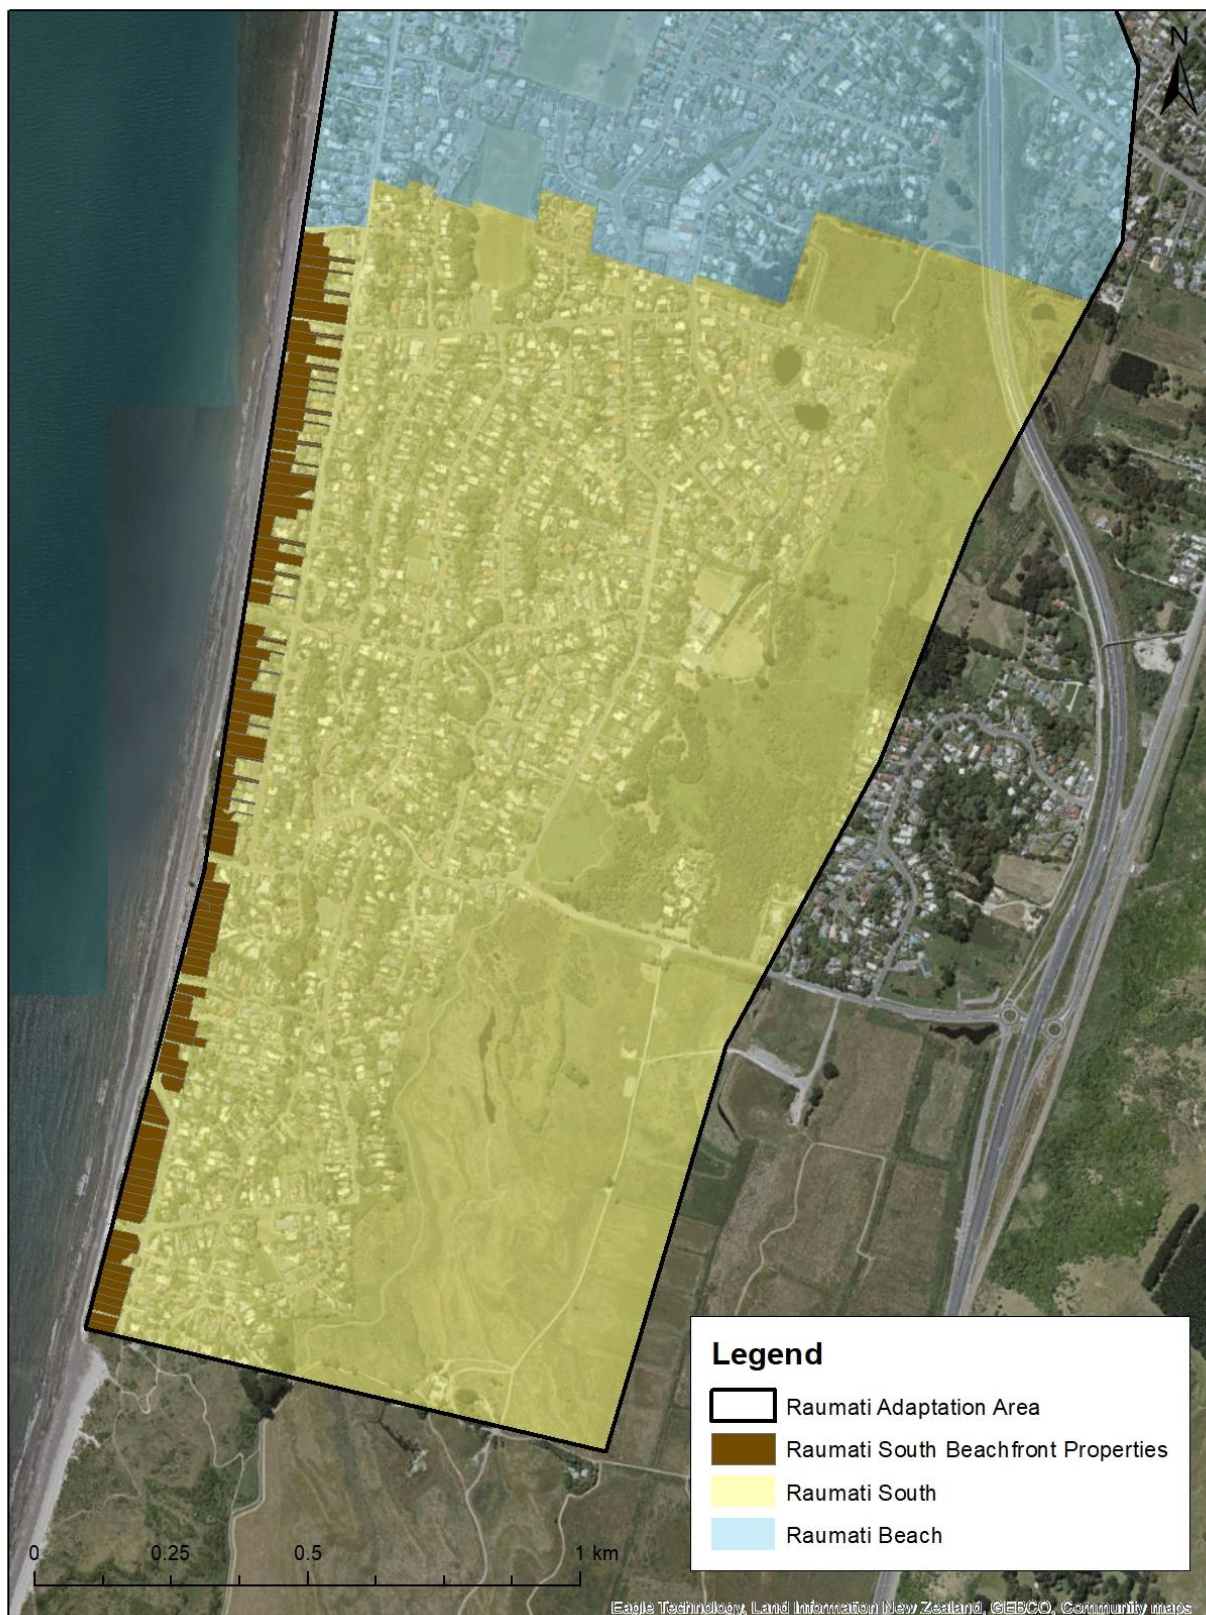 N
Legend
Raumati Adaptation Area
Raumati South Beachfront Properties
Raumati South
Raumati Beach
0 0.25 0.5 1 km
Eagle Technology, Land Information New Zealand, GEBCO, Community maps